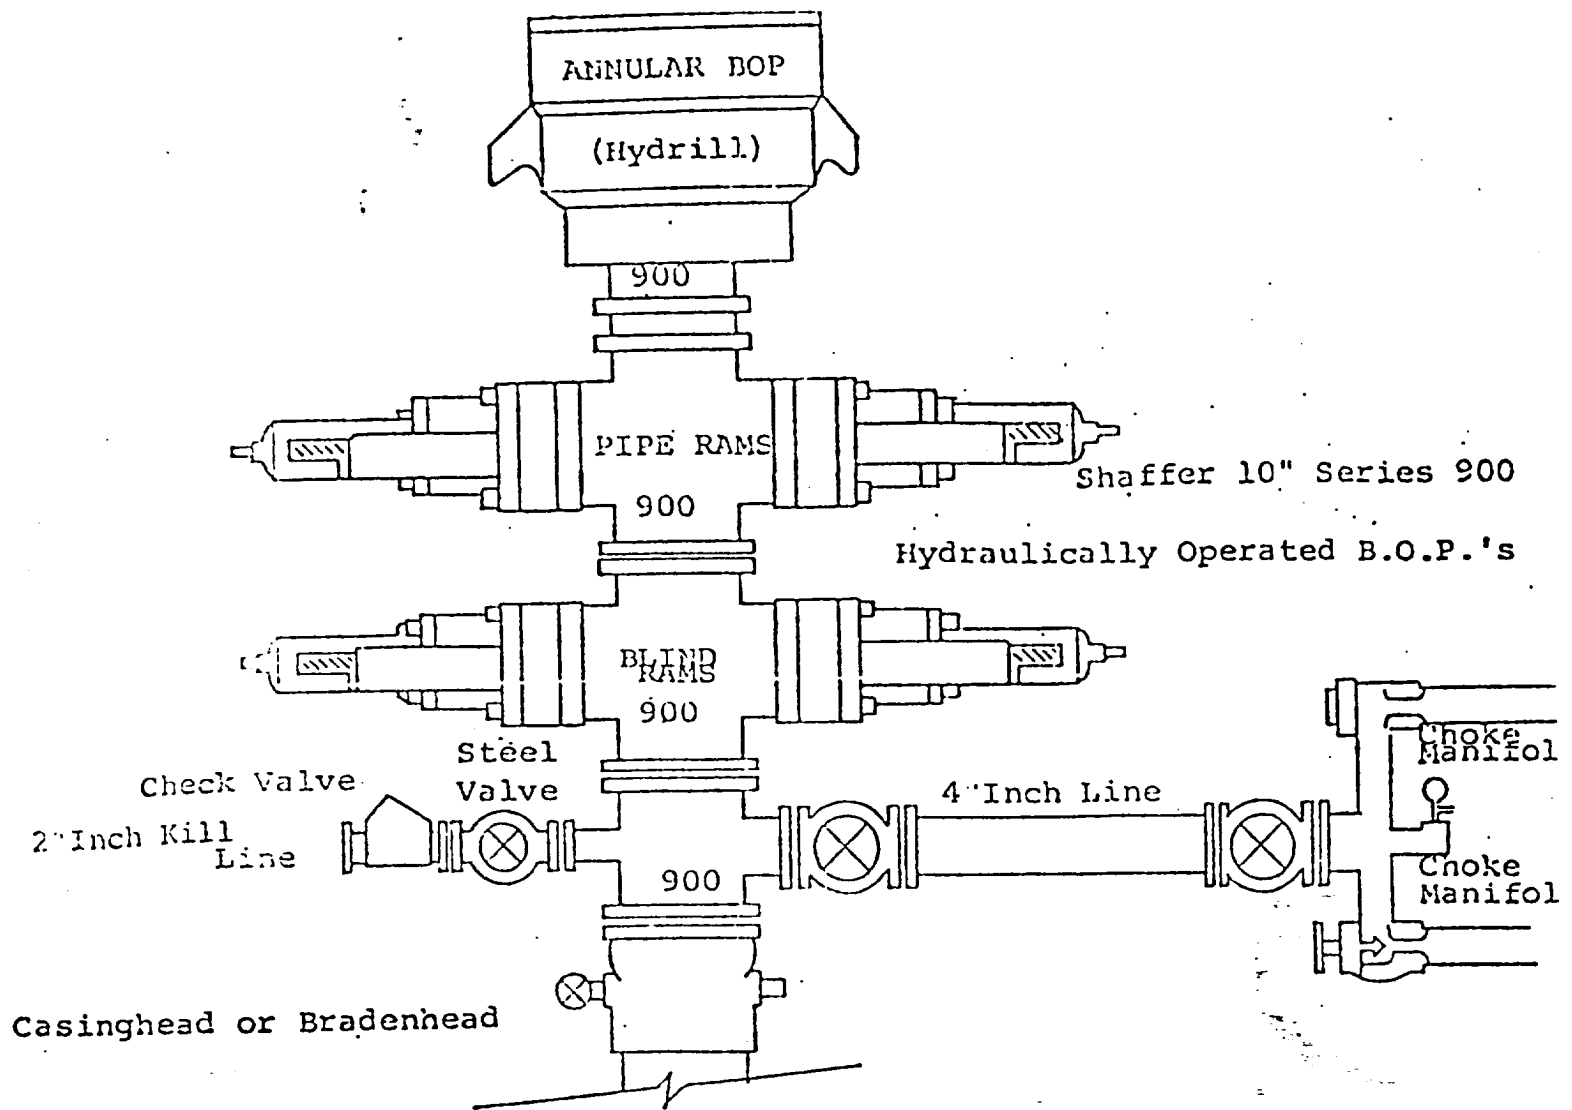 ANNULAR BOP
(Hydrill)
900
PIPE RAMS
900
Shaffer 10" Series 900
Hydraulically Operated B.O.P.'s
BLIND
RAMS
900
Steel
Valve
Check Valve
2"Inch Kill
Line
4"Inch Line
900
Choke
Manifol
Choke
Manifol
Casinghead or Bradenhead